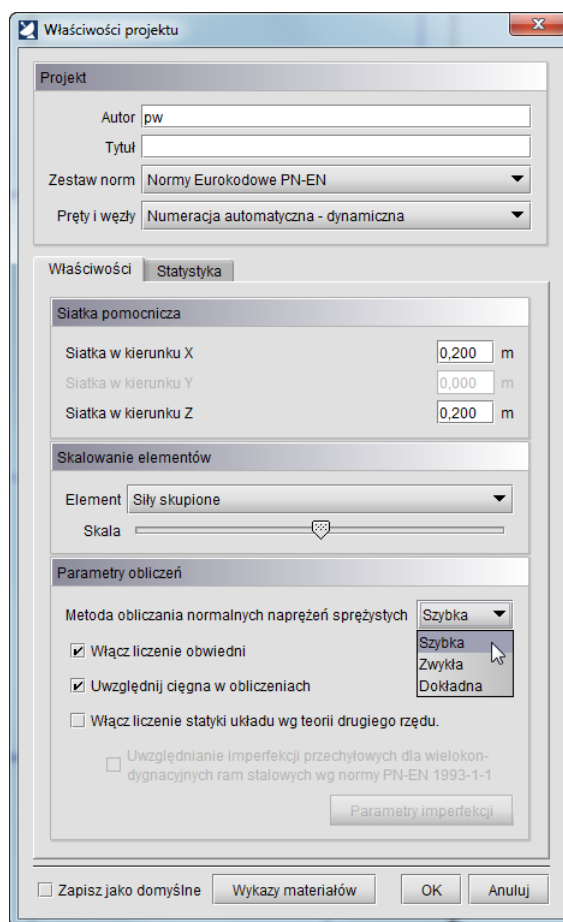 Właściwości projektu
Projekt
Autor pw
Tytuł
Zestaw norm Normy Eurokodowe PN-EN
Pręty i węzły Numeracja automatyczna - dynamiczna
Właściwości Statystyka
Siatka pomocnicza
Siatka w kierunku X 0,200 m
Siatka w kierunku Y 0,000 m
Siatka w kierunku Z 0,200 m
Skalowanie elementów
Element Siły skupione
Skala
Parametry obliczeń
Metoda obliczania normalnych naprężeń sprężystych Szybka
Szybka
Włącz liczenie obwiedni
Zwykła
Uwzględnij cięgna w obliczeniach
Dokładna
Włącz liczenie statyki układu wg teorii drugiego rzędu.
Uwzględnianie imperfekcji przechyłowych dla wielokon-
dygnacyjnych ram stalowych wg normy PN-EN 1993-1-1
Parametry imperfekcji
Zapisz jako domyślne Wykazy materiałów OK Anuluj